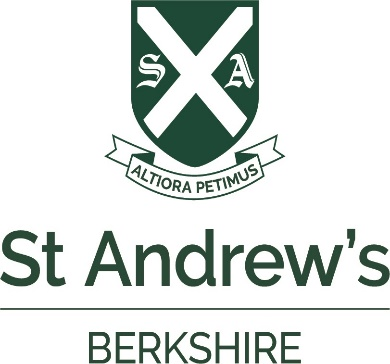 S A
ALTIORA PETIMUS
St Andrew’s
BERKSHIRE